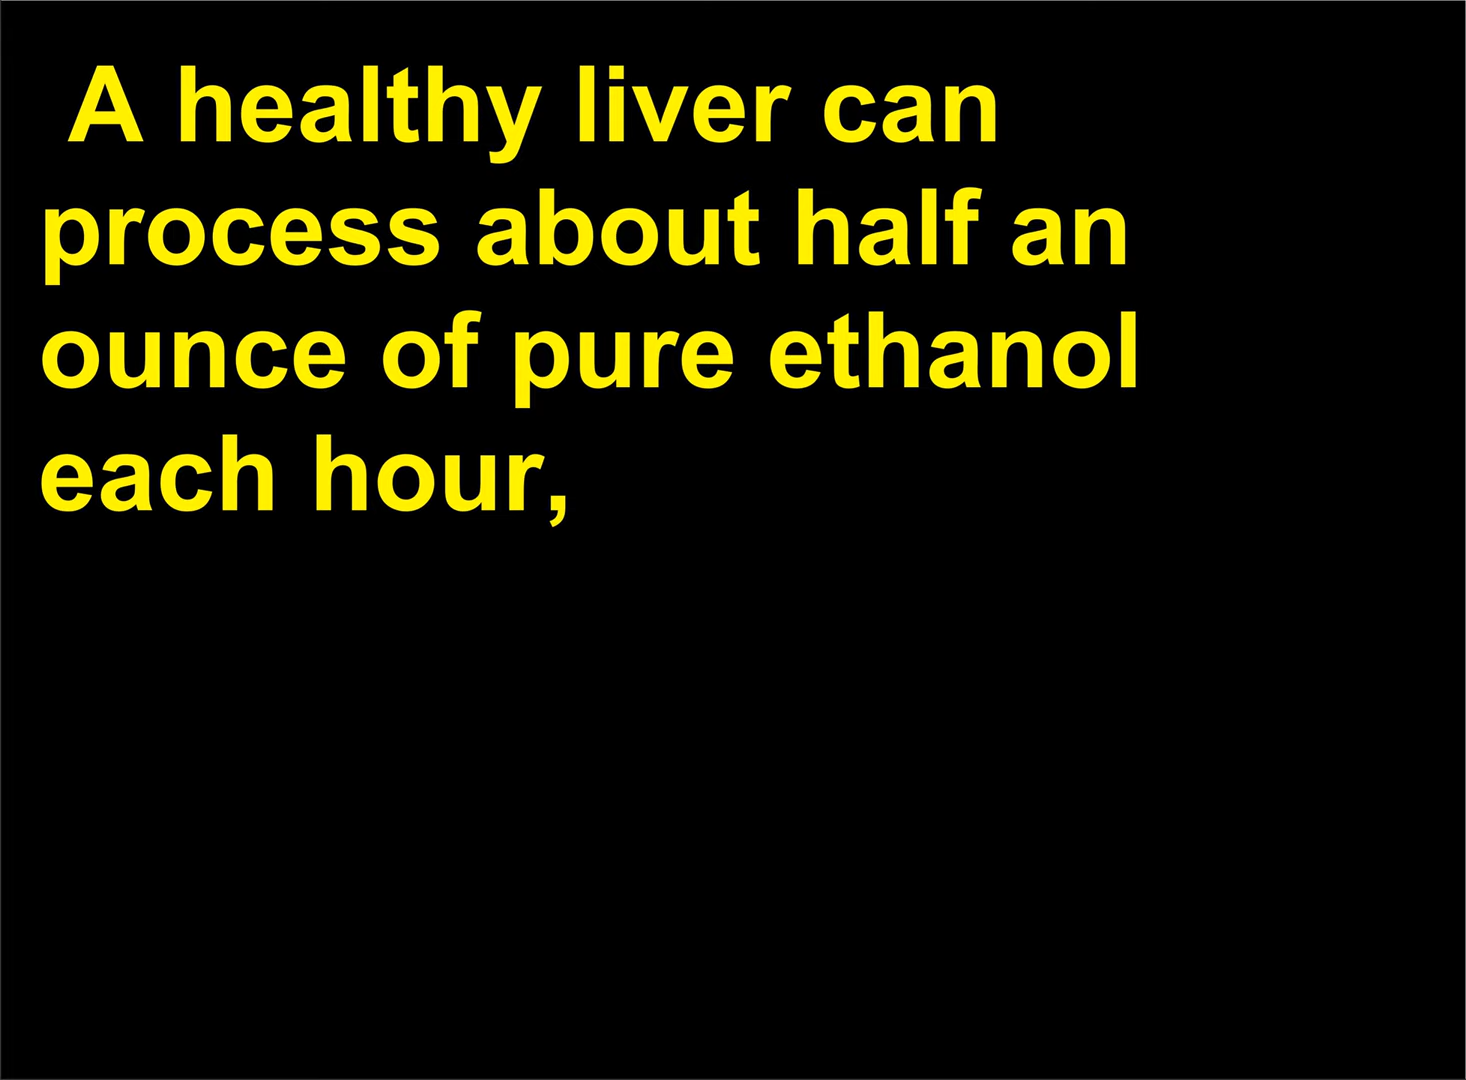 A healthy liver can
process about half an
ounce of pure ethanol
each hour,